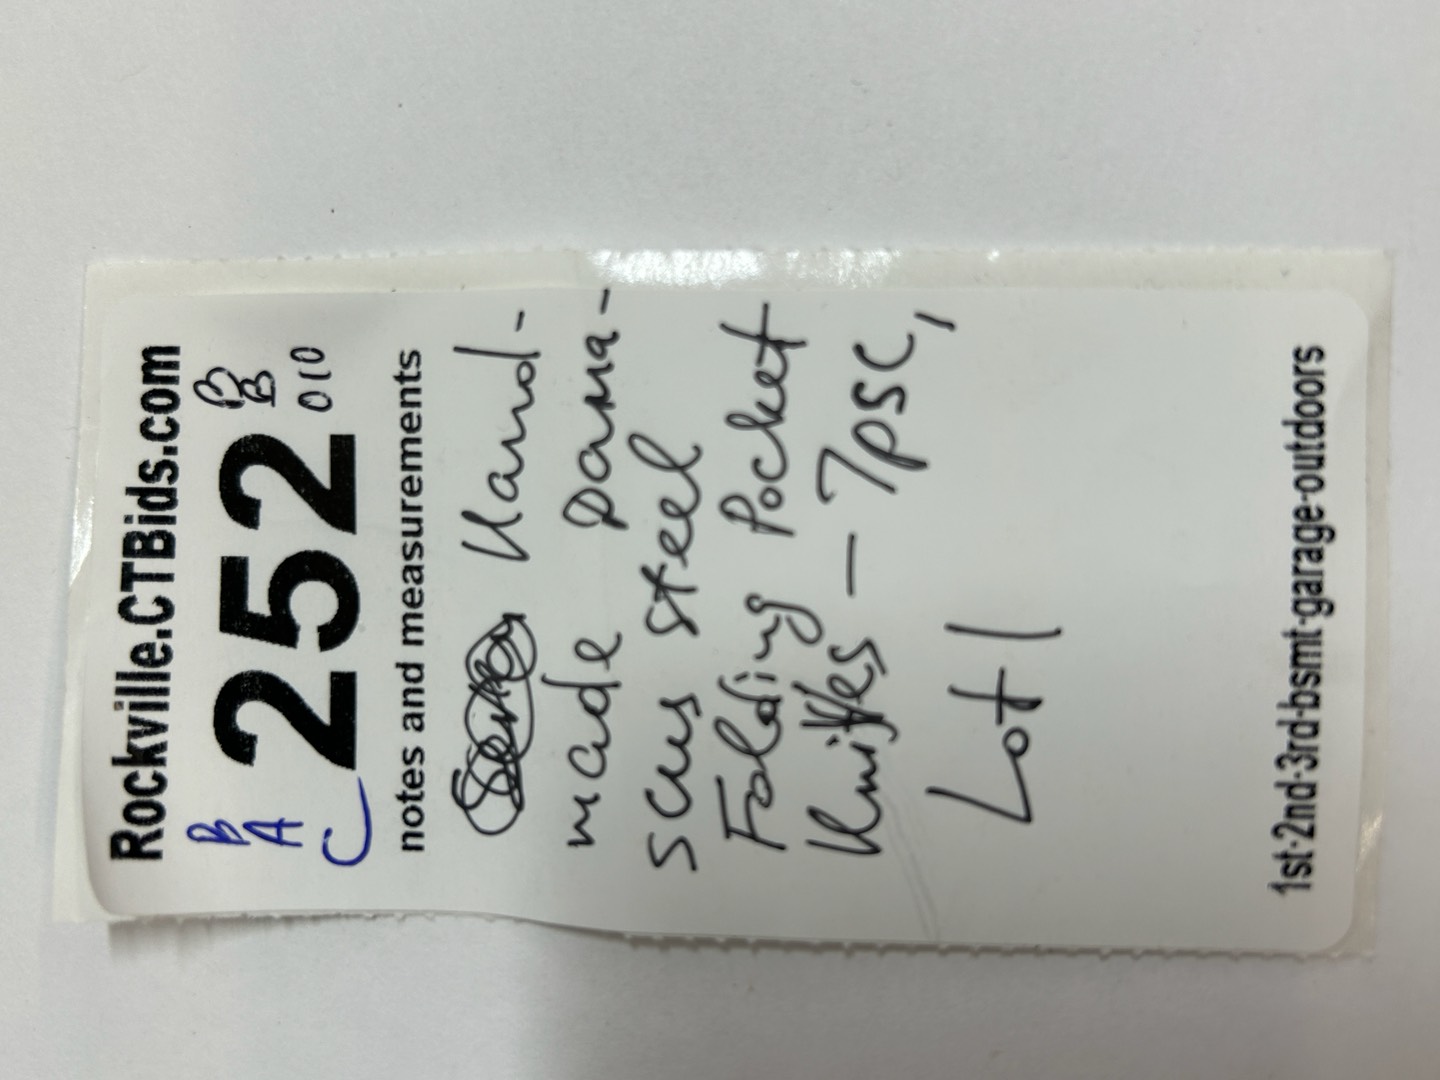 Rockville.CTBids.com
B
A
C
2522
B
B
010
notes and measurements
Hand-
made Dama-
scus steel
Folding Pocket
Knifes - 7psc,
Lot 1
1st-2nd-3rd-bsmt-garage-outdoors